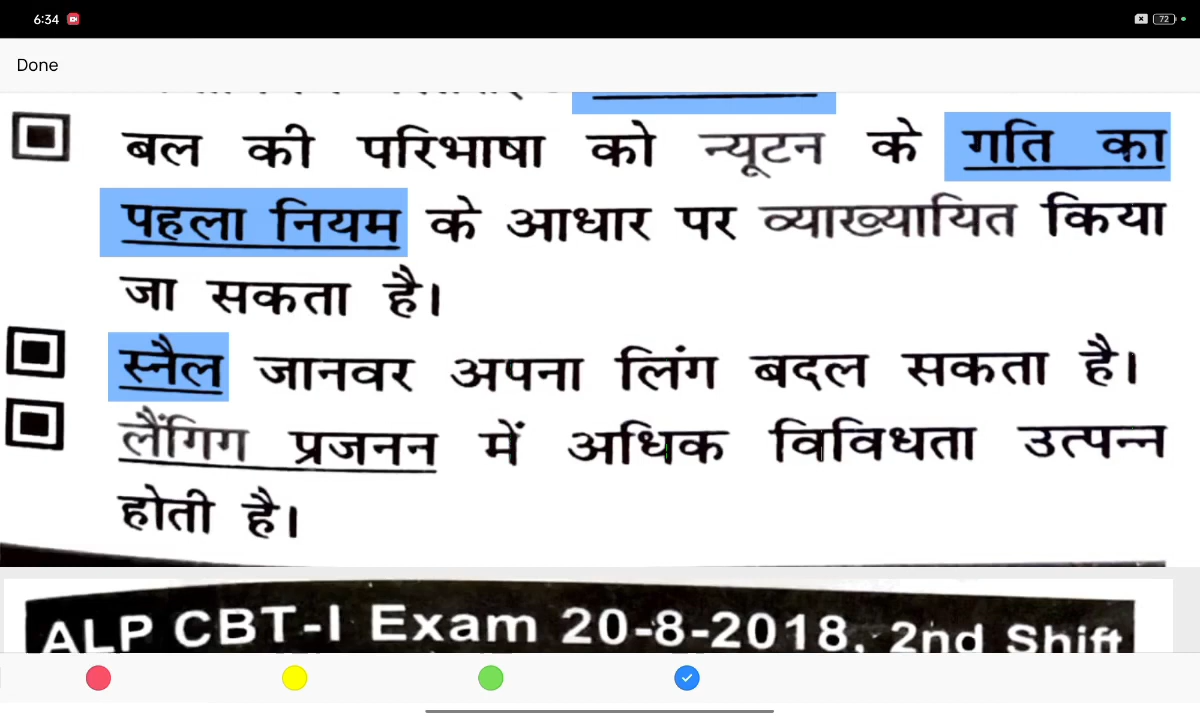 6:34
72
Done
बल की परिभाषा को न्यूटन के गति का
पहला नियम के आधार पर व्याख्यायित किया
जा सकता है।
स्नैल जानवर अपना लिंग बदल सकता है।
लैंगिग प्रजनन में अधिक विविधता उत्पन्न
होती है।
ALP CBT-I Exam 20-8-2018, 2nd Shift